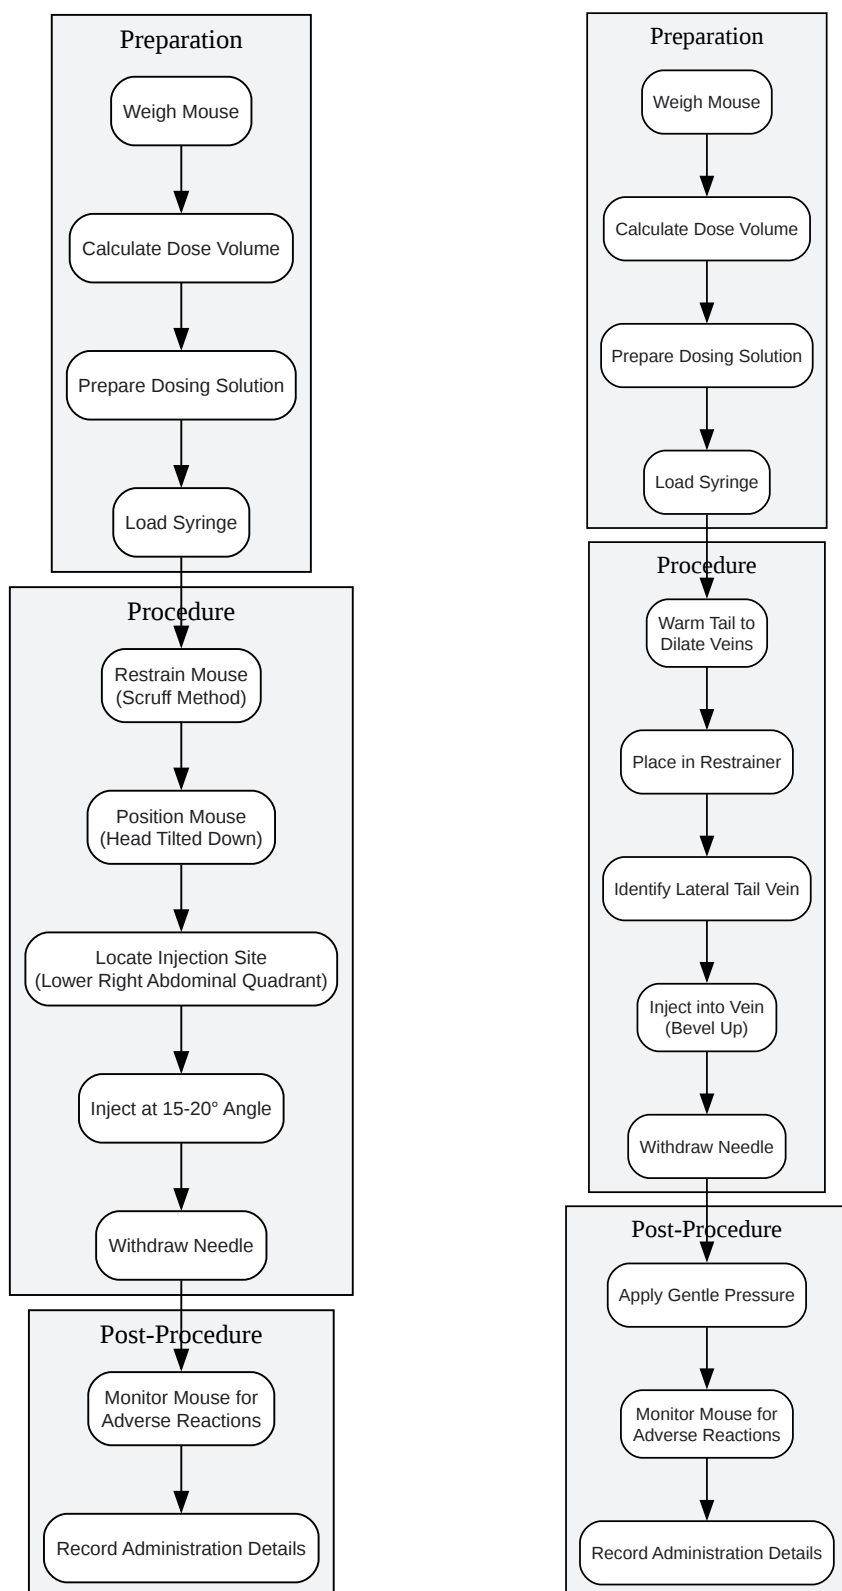 Preparation
Weigh Mouse
Calculate Dose Volume
Prepare Dosing Solution
Load Syringe
Procedure
Restrain Mouse
(Scruff Method)
Position Mouse
(Head Tilted Down)
Locate Injection Site
(Lower Right Abdominal Quadrant)
Inject at 15-20° Angle
Withdraw Needle
Post-Procedure
Monitor Mouse for
Adverse Reactions
Record Administration Details
Preparation
Weigh Mouse
Calculate Dose Volume
Prepare Dosing Solution
Load Syringe
Procedure
Warm Tail to
Dilate Veins
Place in Restrainer
Identify Lateral Tail Vein
Inject into Vein
(Bevel Up)
Withdraw Needle
Post-Procedure
Apply Gentle Pressure
Monitor Mouse for
Adverse Reactions
Record Administration Details